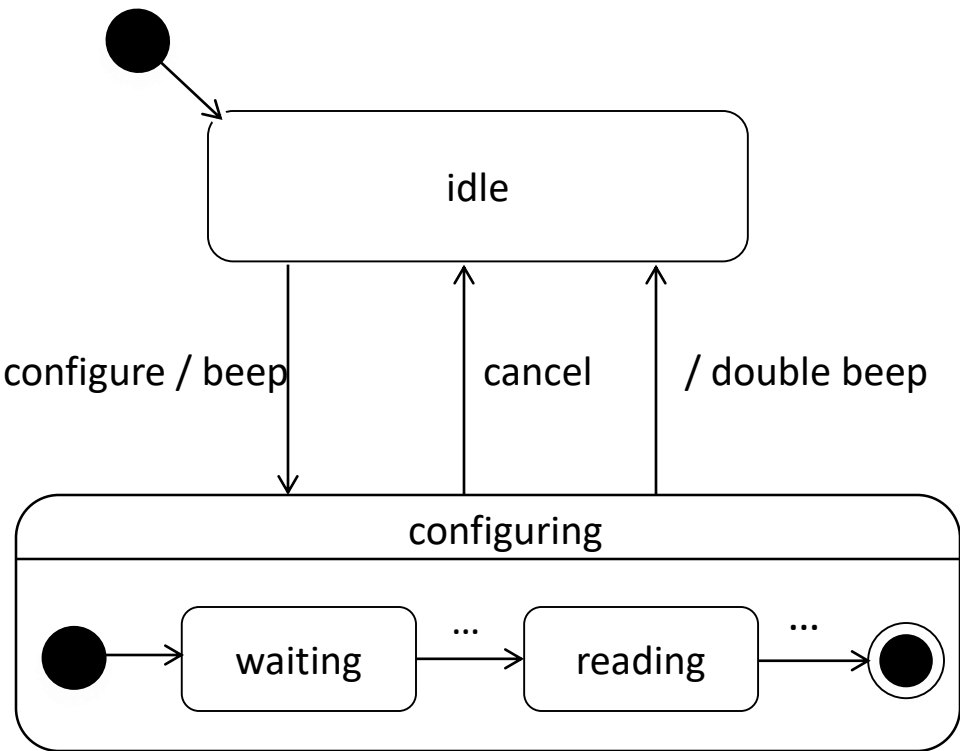 idle
configure / beep
cancel
/ double beep
configuring
waiting
...
reading
...